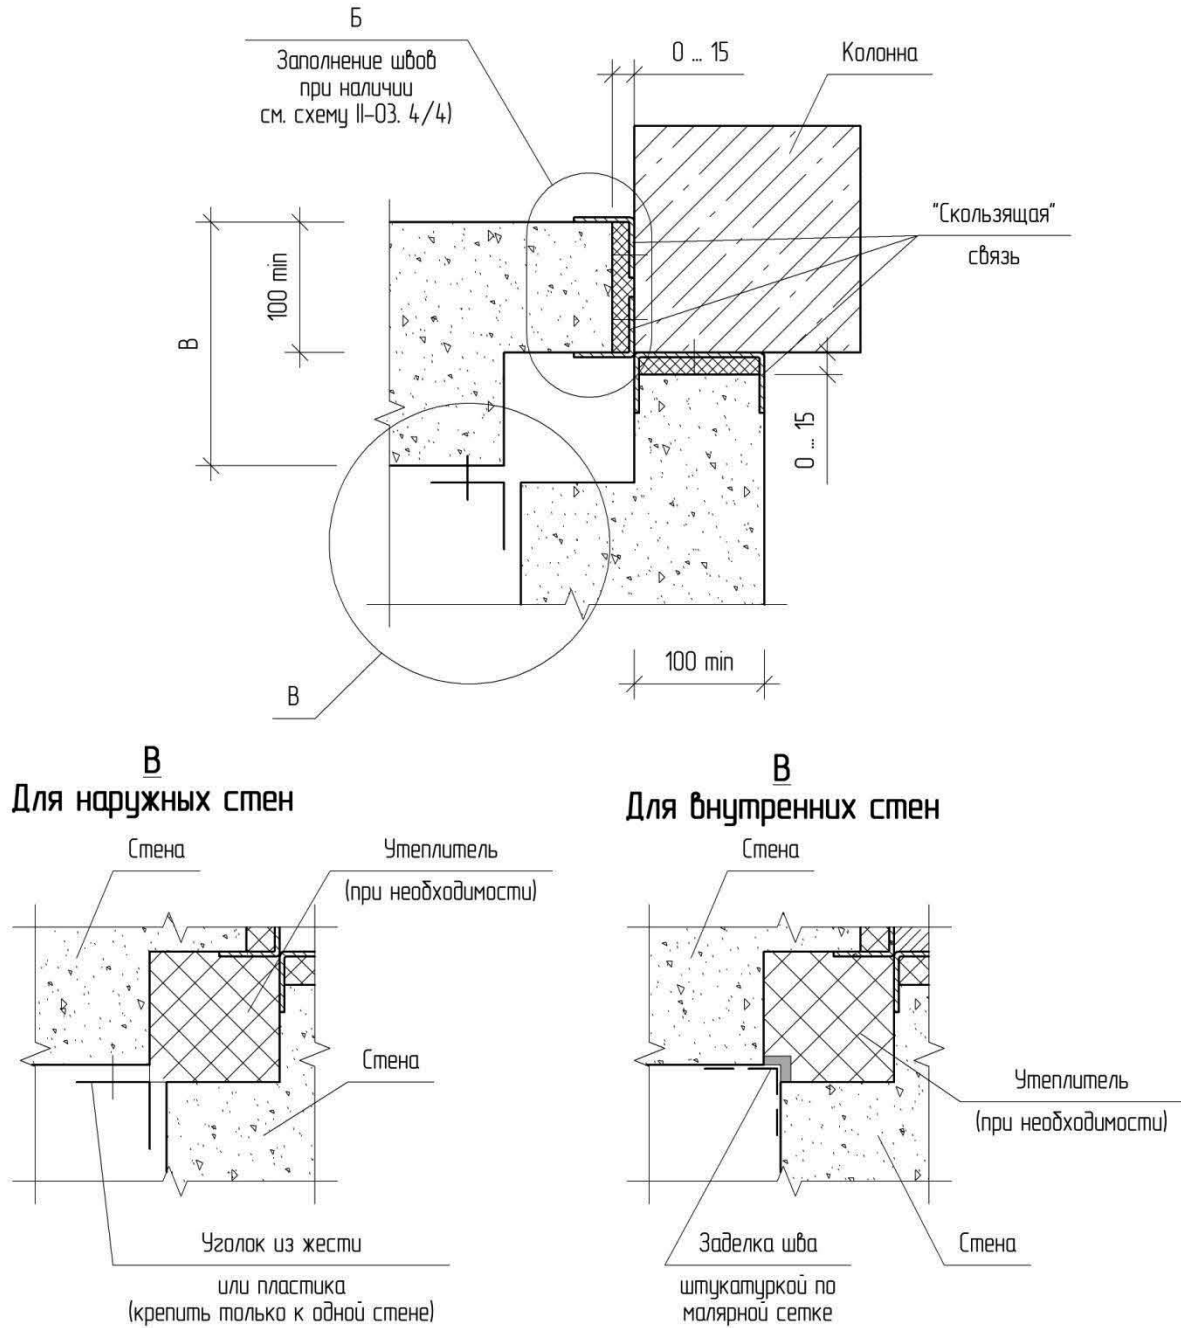 Б
Заполнение швов
при наличии
см. схему II-03. 4/4)
0 ... 15
Колонна
"Скользящая"
связь
100 min
В
0 ... 15
100 min
В
В
Для наружных стен
Стена
Утеплитель
(при необходимости)
Стена
Уголок из жести
или пластика
(крепить только к одной стене)
В
Для внутренних стен
Стена
Утеплитель
(при необходимости)
Заделка шва
штукатуркой по
малярной сетке
Стена